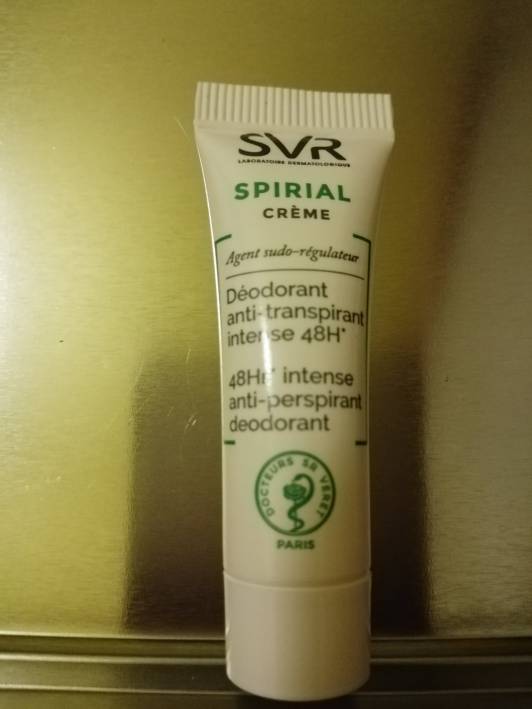 SVR
LABORATOIRE DERMATOLOGIQUE
SPIRIAL
CRÈME
Agent sudo-régulateur
Déodorant
anti-transpirant
intense 48H*
48Hr* intense
anti-perspirant
deodorant
DOCTEURS SR VERET
PARIS